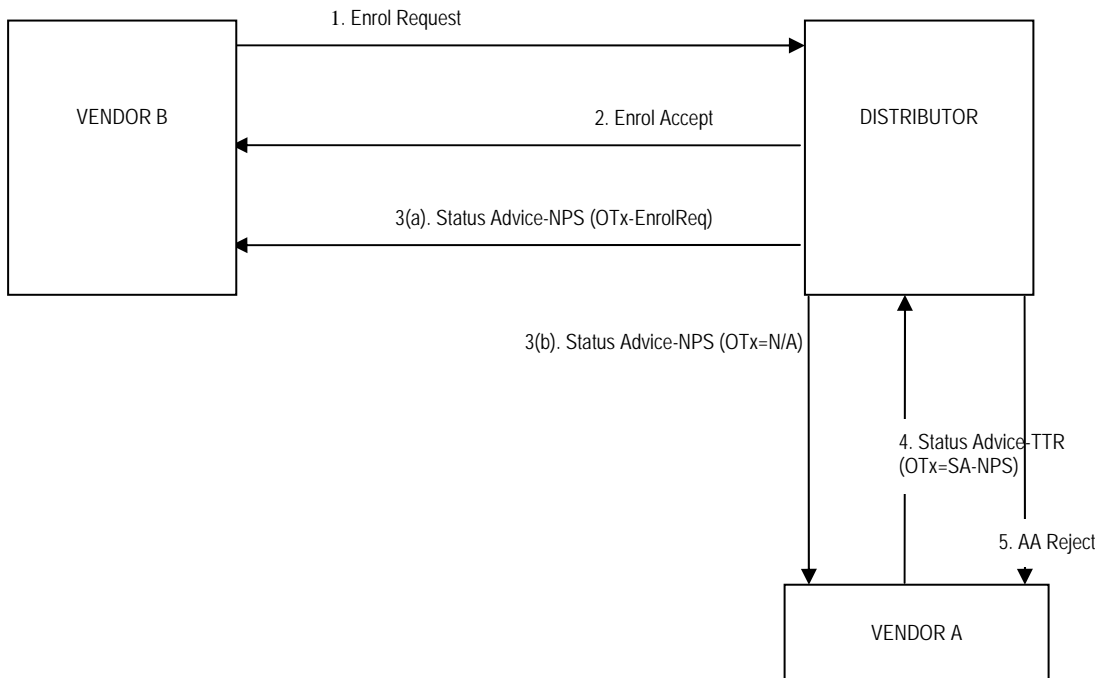 1. Enrol Request
VENDOR B
DISTRIBUTOR
2. Enrol Accept
3(a). Status Advice-NPS (OTx-EnrolReq)
3(b). Status Advice-NPS (OTx=N/A)
4. Status Advice-TTR
(OTx=SA-NPS)
5. AA Reject
VENDOR A